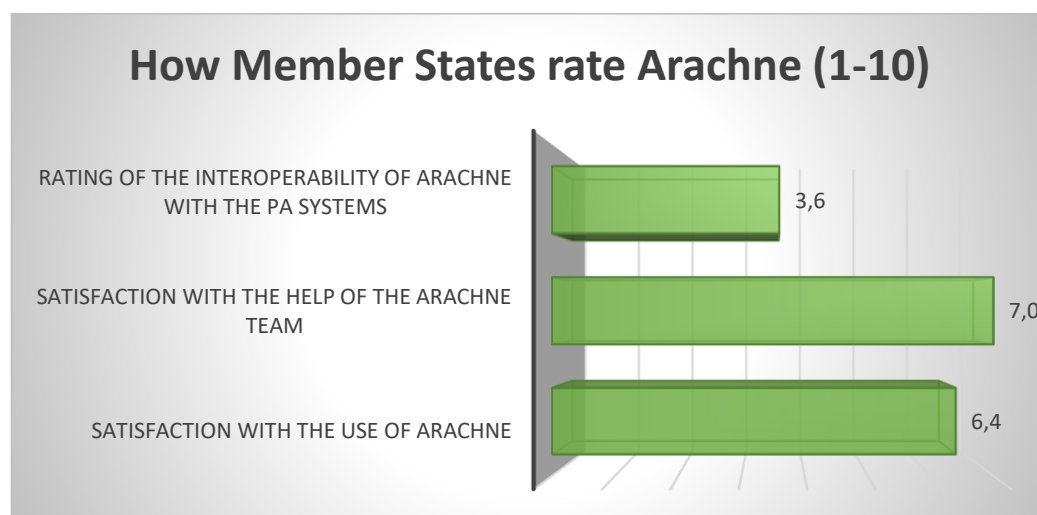 How Member States rate Arachne (1-10)
RATING OF THE INTEROPERABILITY OF ARACHNE
WITH THE PA SYSTEMS
3,6
SATISFACTION WITH THE HELP OF THE ARACHNE
TEAM
7,0
SATISFACTION WITH THE USE OF ARACHNE
6,4